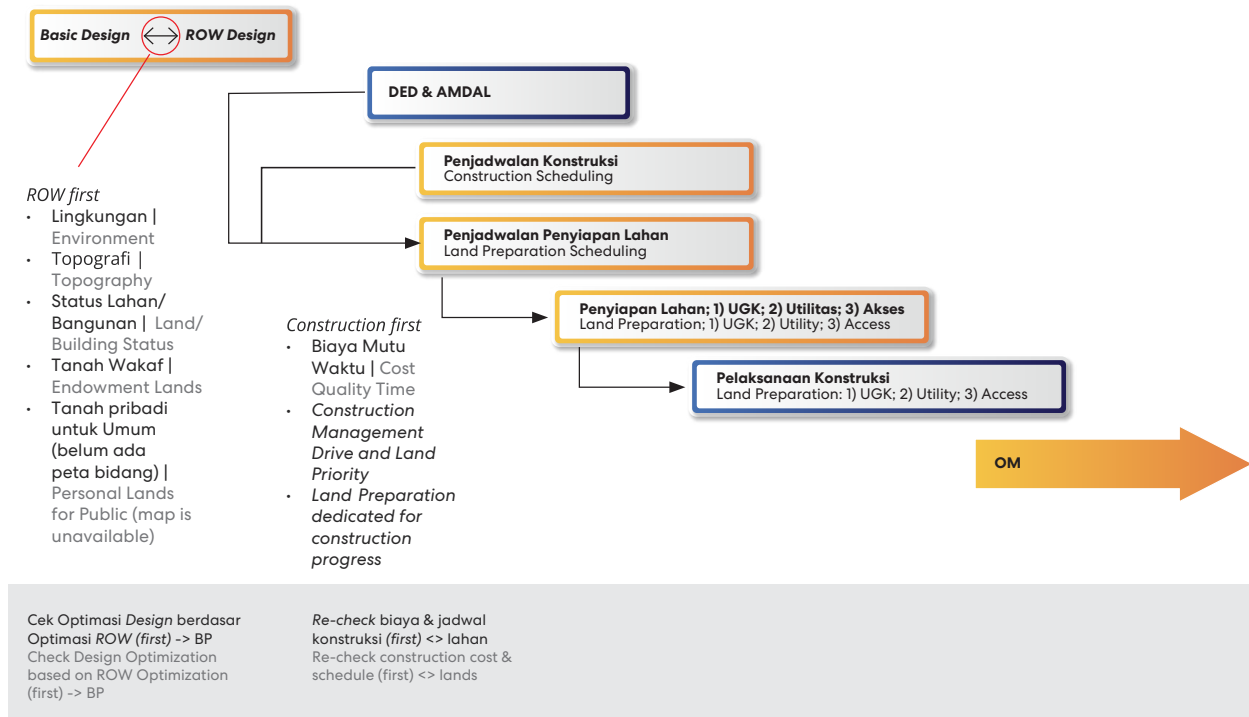 Basic Design ROW Design
DED & AMDAL
Penjadwalan Konstruksi
Construction Scheduling
Penjadwalan Penyiapan Lahan
Land Preparation Scheduling
Penyiapan Lahan; 1) UGK; 2) Utilitas; 3) Akses
Land Preparation; 1) UGK; 2) Utility; 3) Access
Pelaksanaan Konstruksi
Land Preparation: 1) UGK; 2) Utility; 3) Access
OM
ROW first
• Lingkungan |
Environment
• Topografi |
Topography
• Status Lahan/
Bangunan | Land/
Building Status
• Tanah Wakaf |
Endowment Lands
• Tanah pribadi
untuk Umum
(belum ada
peta bidang) |
Personal Lands
for Public (map is
unavailable)
Construction first
• Biaya Mutu
Waktu | Cost
Quality Time
• Construction
Management
Drive and Land
Priority
• Land Preparation
dedicated for
construction
progress
Cek Optimasi Design berdasar
Optimasi ROW (first) -> BP
Check Design Optimization
based on ROW Optimization
(first) -> BP
Re-check biaya & jadwal
konstruksi (first) <> lahan
Re-check construction cost &
schedule (first) <> lands